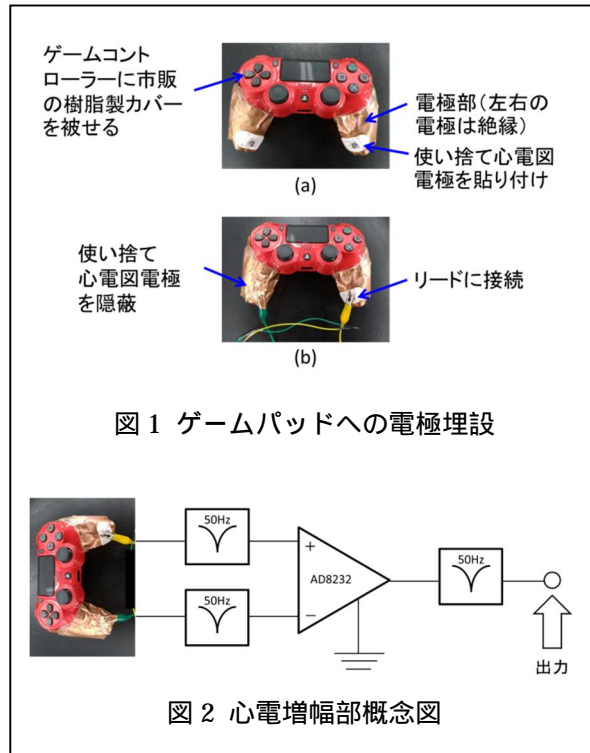 ゲームコント
ローラーに市販
の樹脂製カバー
を被せる
電極部(左右の
電極は絶縁)
使い捨て心電図
電極を貼り付け
(a)
使い捨て
心電図電極
を隠蔽
リードに接続
(b)
図 1 ゲームパッドへの電極埋設
50Hz
50Hz
+
AD8232
−
50Hz
出力
図 2 心電増幅部概念図